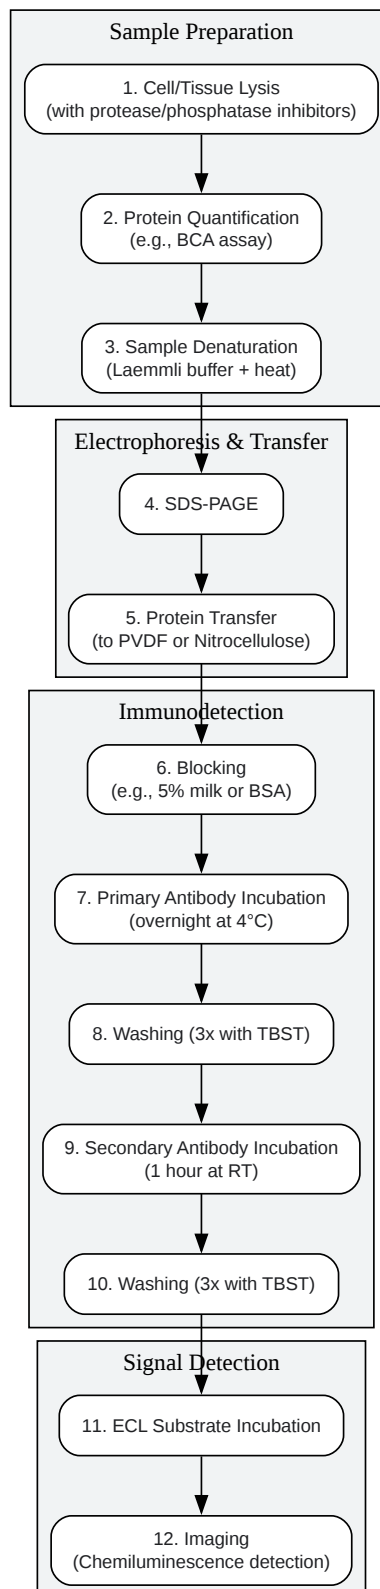 Sample Preparation
1. Cell/Tissue Lysis
(with protease/phosphatase inhibitors)
2. Protein Quantification
(e.g., BCA assay)
3. Sample Denaturation
(Laemmli buffer + heat)
Electrophoresis & Transfer
4. SDS-PAGE
5. Protein Transfer
(to PVDF or Nitrocellulose)
Immunodetection
6. Blocking
(e.g., 5% milk or BSA)
7. Primary Antibody Incubation
(overnight at 4°C)
8. Washing (3x with TBST)
9. Secondary Antibody Incubation
(1 hour at RT)
10. Washing (3x with TBST)
Signal Detection
11. ECL Substrate Incubation
12. Imaging
(Chemiluminescence detection)